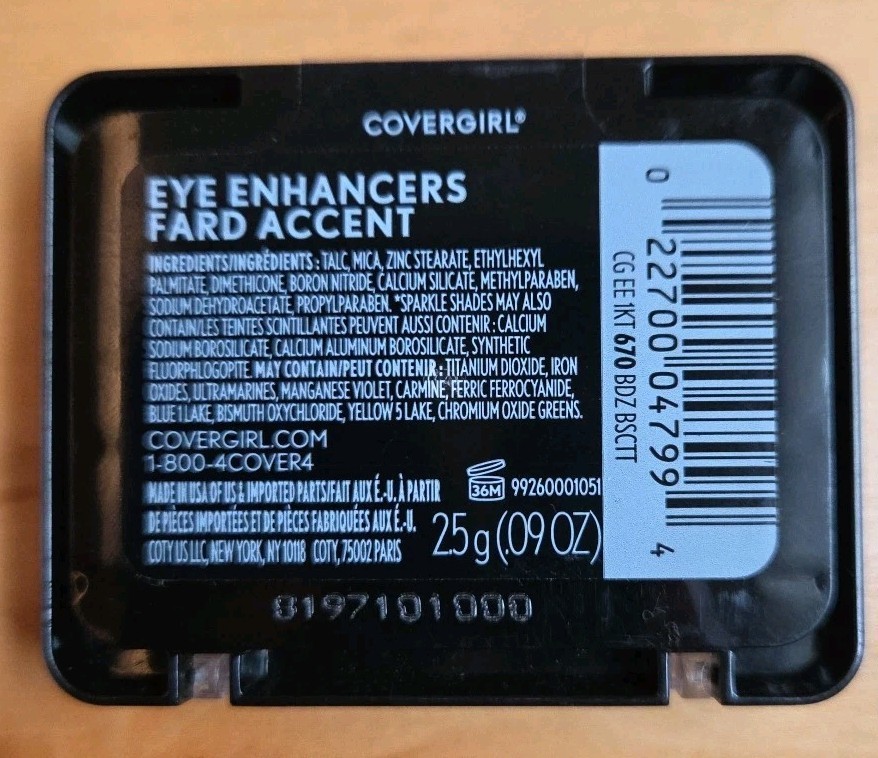 COVERGIRL®
EYE ENHANCERS
FARD ACCENT
INGREDIENTS/INGRÉDIENTS : TALC, MICA, ZINC STEARATE, ETHYLHEXYL
PALMITATE, DIMETHICONE, BORON NITRIDE, CALCIUM SILICATE, METHYLPARABEN,
SODIUM DEHYDROACETATE, PROPYLPARABEN. *SPARKLE SHADES MAY ALSO
CONTAIN/LES TEINTES SCINTILLANTES PEUVENT AUSSI CONTENIR : CALCIUM
SODIUM BOROSILICATE, CALCIUM ALUMINUM BOROSILICATE, SYNTHETIC
FLUORPHLOGOPITE. MAY CONTAIN/PEUT CONTENIR : TITANIUM DIOXIDE, IRON
OXIDES, ULTRAMARINES, MANGANESE VIOLET, CARMINE, FERRIC FERROCYANIDE,
BLUE 1 LAKE, BISMUTH OXYCHLORIDE, YELLOW 5 LAKE, CHROMIUM OXIDE GREENS.
COVERGIRL.COM
1-800-4COVER4
MADE IN USA OF US & IMPORTED PARTS/FAIT AUX É.-U. À PARTIR
DE PIÈCES IMPORTÉES ET DE PIÈCES FABRIQUÉES AUX É.-U.
COTY US LLC, NEW YORK, NY 10118 COTY, 75002 PARIS
36M 99260001051
2.5 g (.09 OZ)
0 22700 04799 4
CG EE 1KT 670 BDZ BSCTT
8197101000